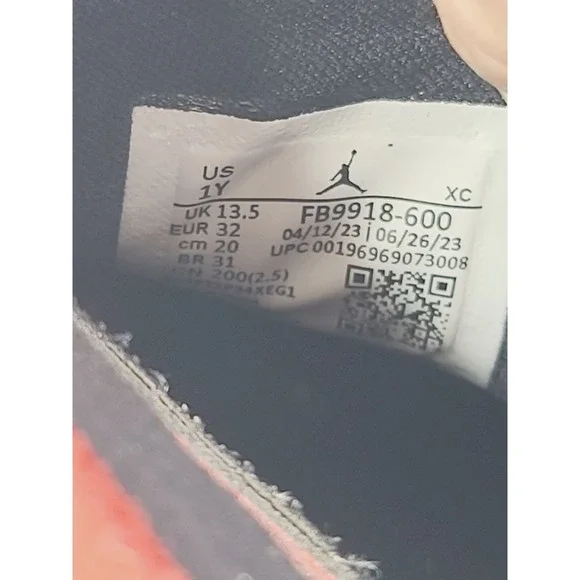 US
1Y
XC
UK 13.5 FB9918-600
EUR 32 04/12/23 | 06/26/23
cm 20 UPC 00196969073008
BR 31
CN 200(2.5)